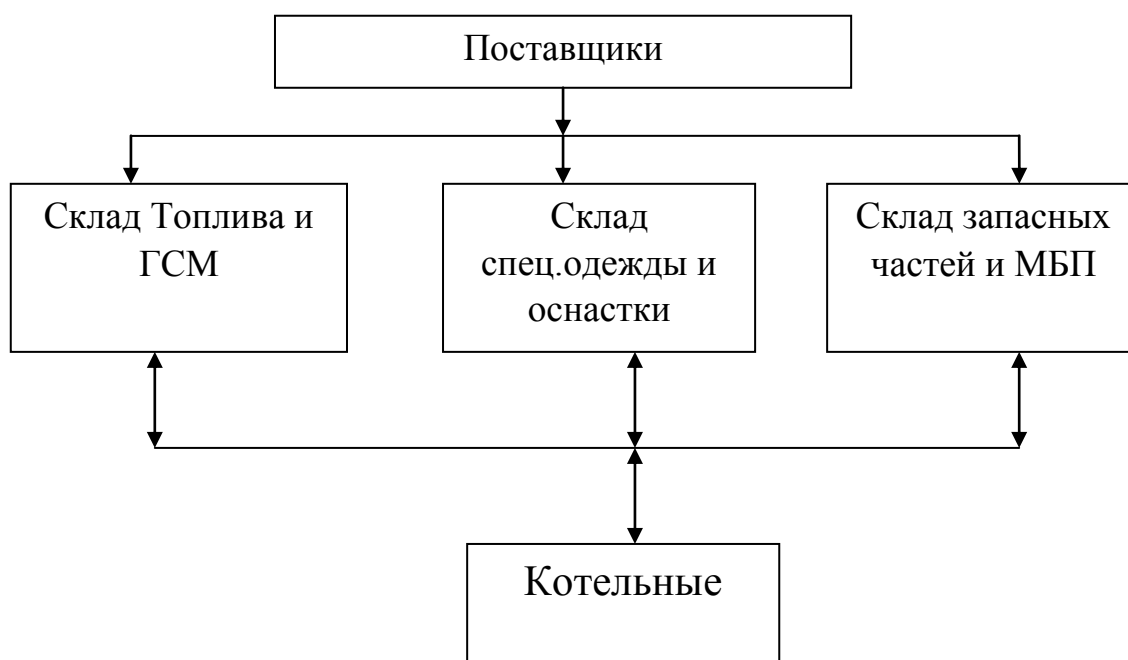 Поставщики
Склад Топлива и
ГСМ
Склад
спец.одежды и
оснастки
Склад запасных
частей и МБП
Котельные